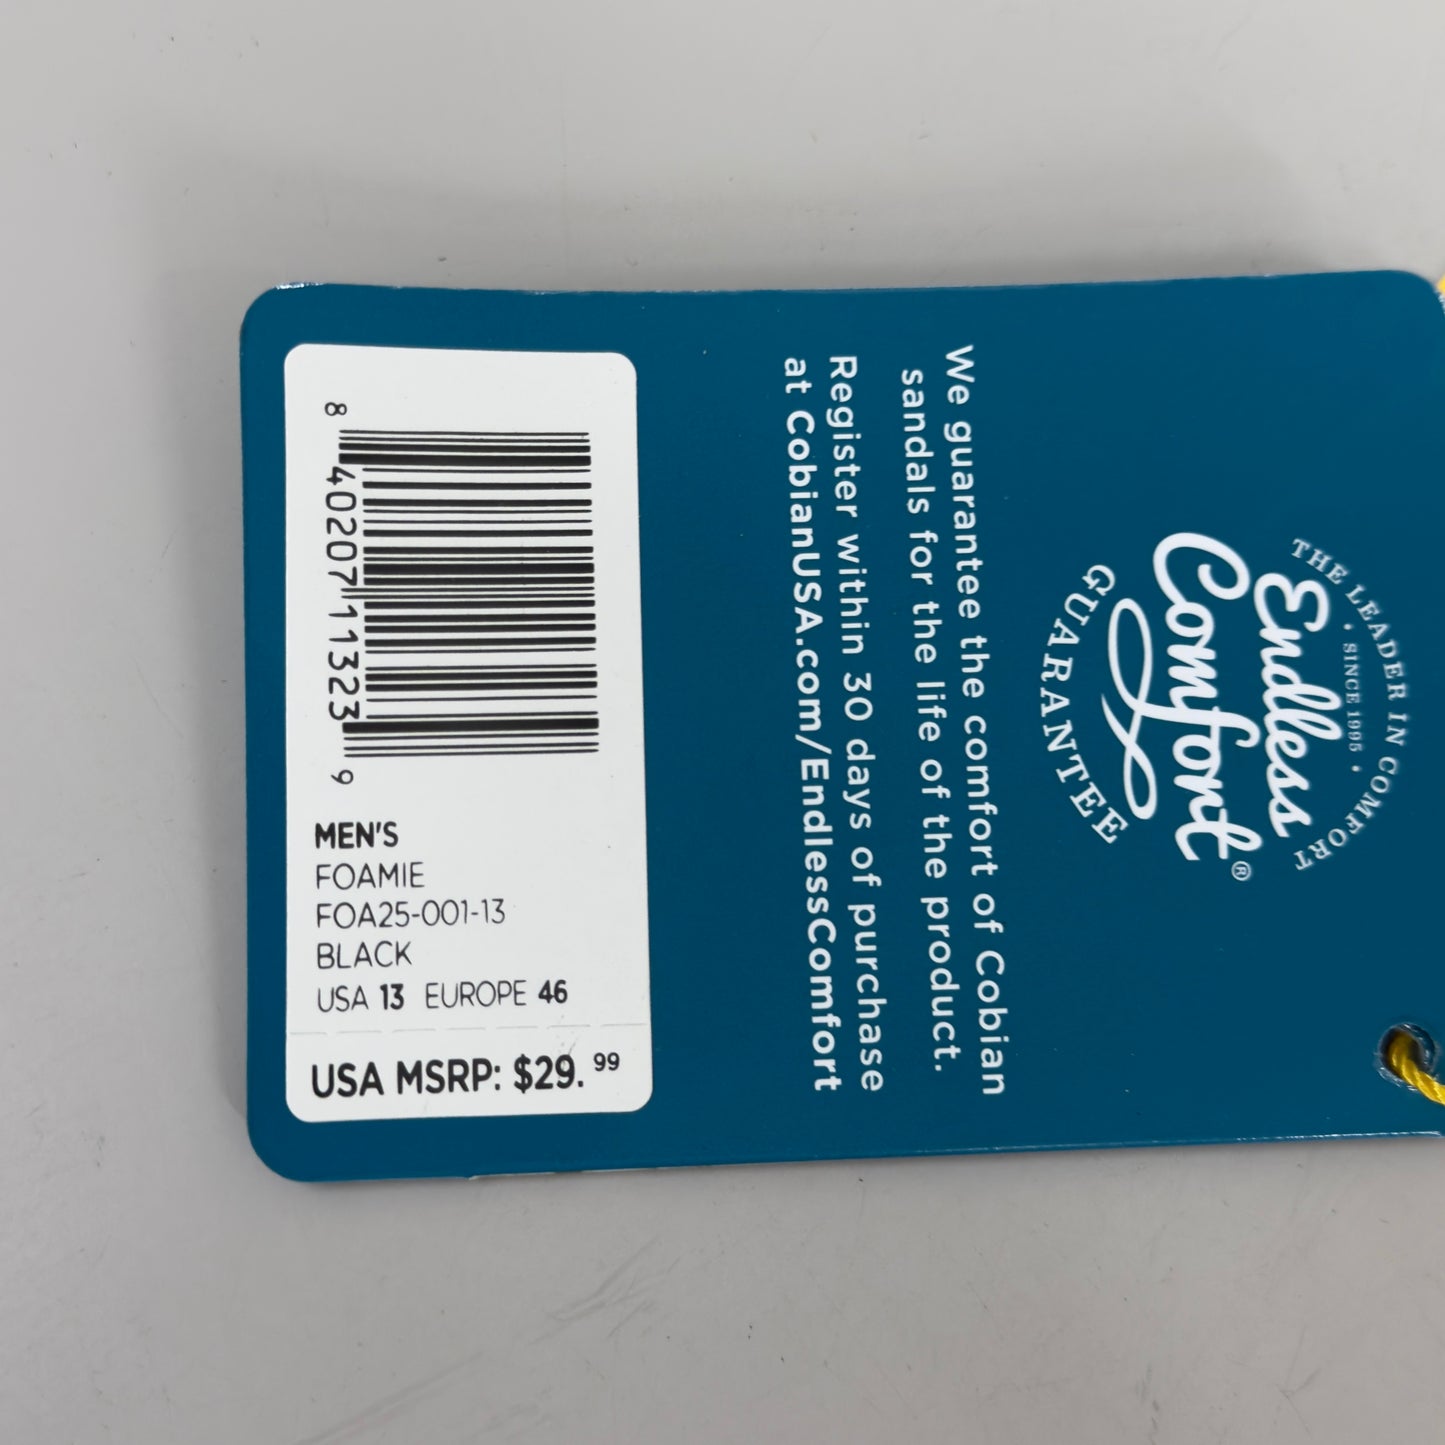 8 40207 11323 9
MEN'S
FOAMIE
FOA25-001-13
BLACK
USA 13 EUROPE 46
USA MSRP: $29.99
THE LEADER IN COMFORT
• SINCE 1995 •
Endless
Comfort®
GUARANTEE
We guarantee the comfort of Cobian
sandals for the life of the product.
Register within 30 days of purchase
at CobianUSA.com/EndlessComfort